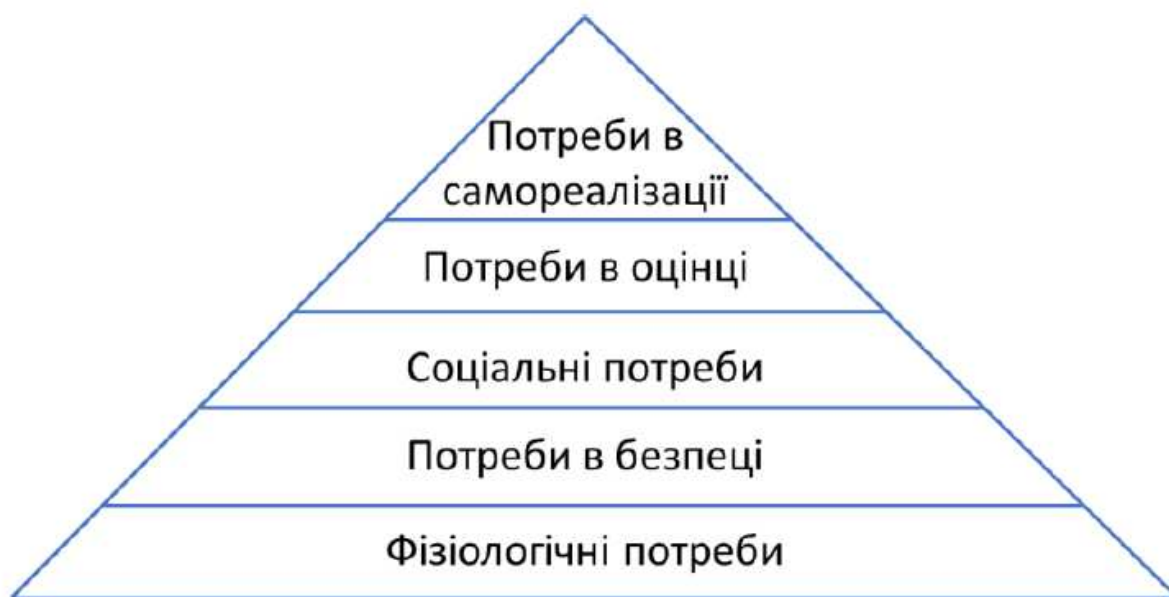 Потреби в
самореалізації
Потреби в оцінці
Соціальні потреби
Потреби в безпеці
Фізіологічні потреби